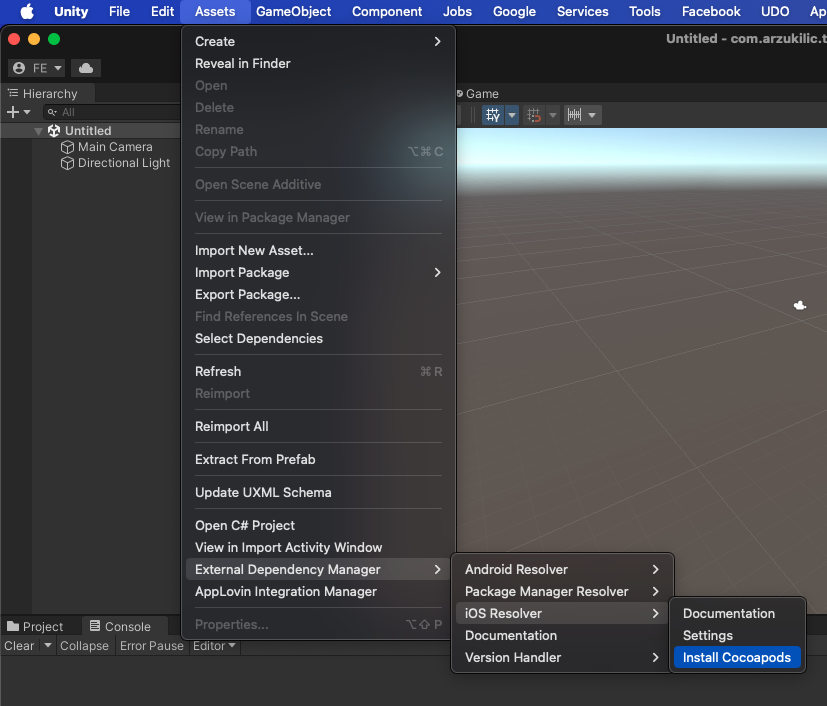 Unity File Edit Assets GameObject Component Jobs Google Services Tools Facebook UDO Ap
Untitled - com.arzukilic.t
FE
Hierarchy
All
Untitled
Main Camera
Directional Light
Create
Reveal in Finder
Open
Delete
Rename
Copy Path ⌥⌘C
Open Scene Additive
View in Package Manager
Import New Asset...
Import Package
Export Package...
Find References In Scene
Select Dependencies
Refresh ⌘R
Reimport
Reimport All
Extract From Prefab
Update UXML Schema
Open C# Project
View in Import Activity Window
External Dependency Manager
AppLovin Integration Manager
Properties... ⌥⇧P
Game
Android Resolver
Package Manager Resolver
iOS Resolver
Documentation
Version Handler
Documentation
Settings
Install Cocoapods
Project Console
Clear Collapse Error Pause Editor